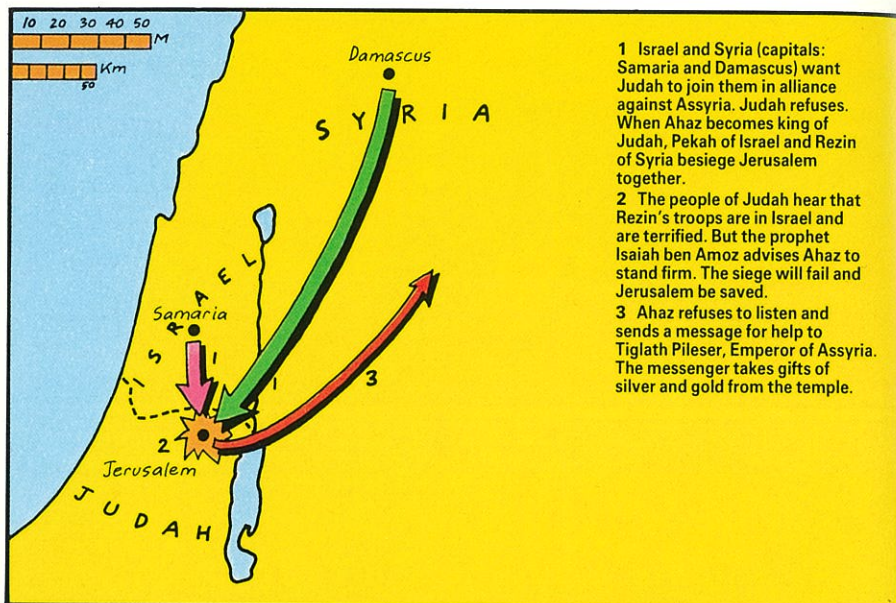 10 20 30 40 50
M
Km
50
Damascus
SYRIA
ISRAEL
Samaria
1
1
3
2
Jerusalem
JUDAH
1 Israel and Syria (capitals:
Samaria and Damascus) want
Judah to join them in alliance
against Assyria. Judah refuses.
When Ahaz becomes king of
Judah, Pekah of Israel and Rezin
of Syria besiege Jerusalem
together.
2 The people of Judah hear that
Rezin's troops are in Israel and
are terrified. But the prophet
Isaiah ben Amoz advises Ahaz to
stand firm. The siege will fail and
Jerusalem be saved.
3 Ahaz refuses to listen and
sends a message for help to
Tiglath Pileser, Emperor of Assyria.
The messenger takes gifts of
silver and gold from the temple.